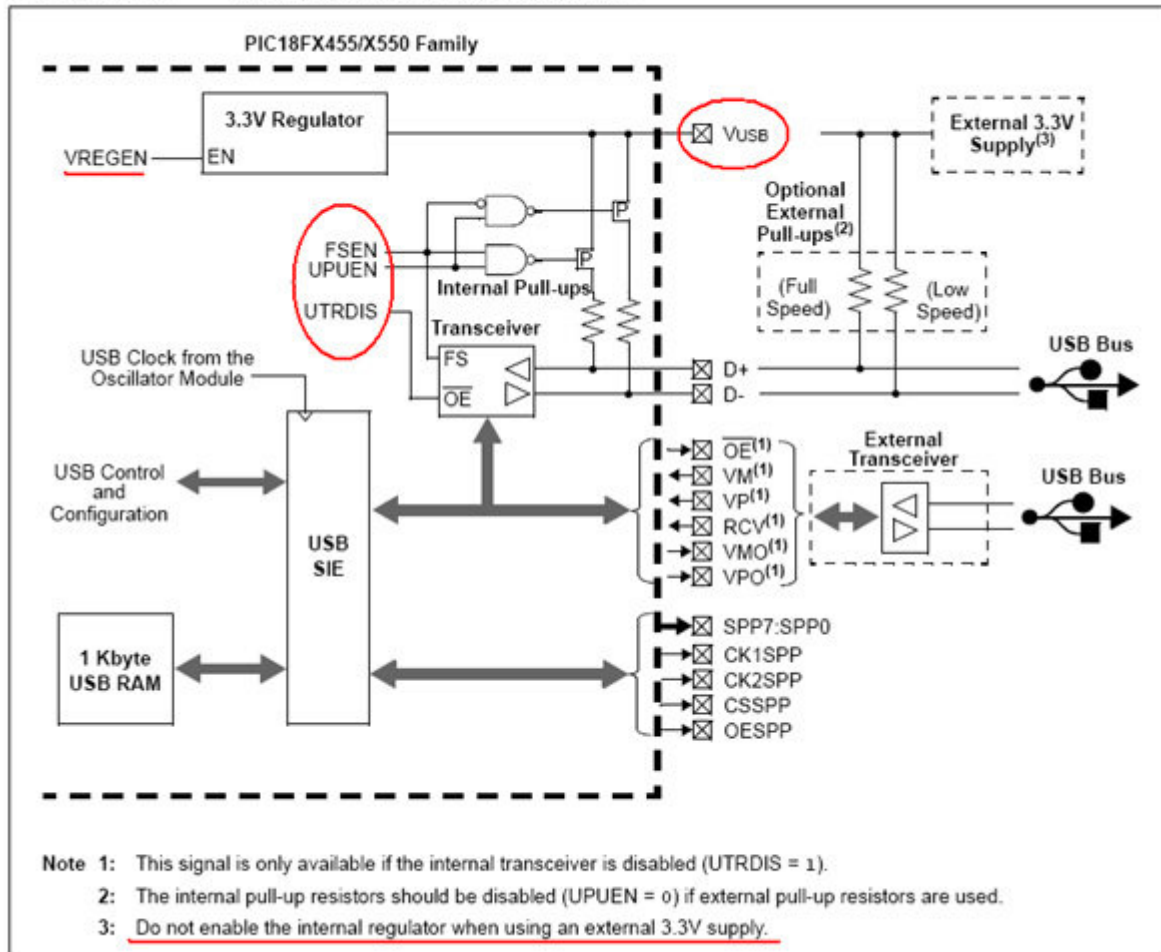 PIC18FX455/X550 Family
3.3V Regulator
EN
VREGEN
VUSB
External 3.3V
Supply(3)
Optional
External
Pull-ups(2)
FSEN
UPUEN
UTRDIS
P
P
Internal Pull-ups
(Full
Speed)
(Low
Speed)
Transceiver
FS
OE
USB Clock from the
Oscillator Module
D+
D-
USB Bus
USB Control
and
Configuration
USB
SIE
OE(1)
VM(1)
VP(1)
RCV(1)
VMO(1)
VPO(1)
External
Transceiver
USB Bus
1 Kbyte
USB RAM
SPP7:SPP0
CK1SPP
CK2SPP
CSSPP
OESPP
Note 1: This signal is only available if the internal transceiver is disabled (UTRDIS = 1).
2: The internal pull-up resistors should be disabled (UPUEN = 0) if external pull-up resistors are used.
3: Do not enable the internal regulator when using an external 3.3V supply.